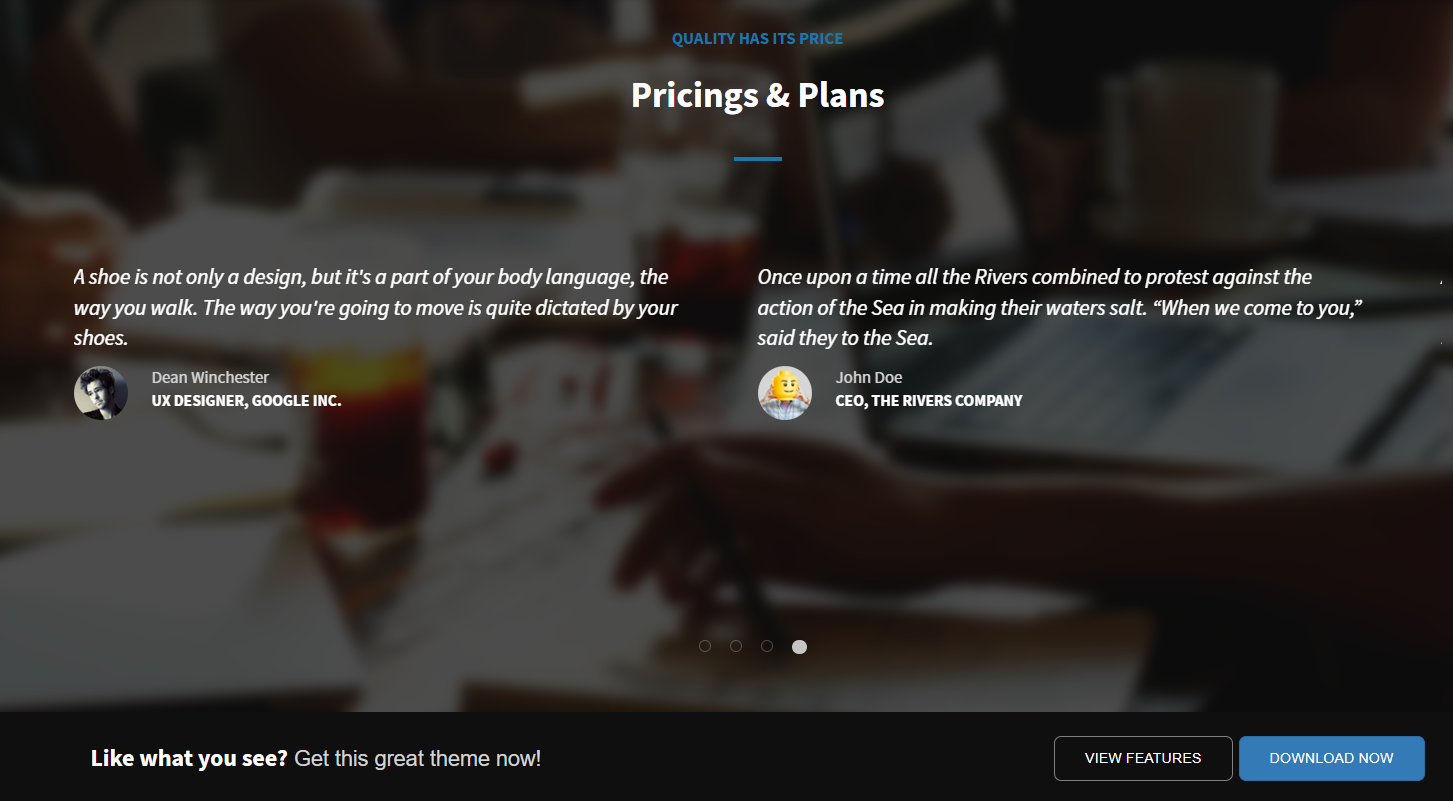 QUALITY HAS ITS PRICE
Pricings & Plans
A shoe is not only a design, but it's a part of your body language, the
way you walk. The way you're going to move is quite dictated by your
shoes.
Dean Winchester
UX DESIGNER, GOOGLE INC.
Once upon a time all the Rivers combined to protest against the
action of the Sea in making their waters salt. “When we come to you,”
said they to the Sea.
John Doe
CEO, THE RIVERS COMPANY
Like what you see? Get this great theme now!
VIEW FEATURES
DOWNLOAD NOW